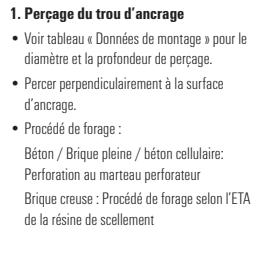 1. Perçage du trou d'ancrage
• Voir tableau « Données de montage » pour le
diamètre et la profondeur de perçage.
• Percer perpendiculairement à la surface
d'ancrage.
• Procédé de forage :
Béton / Brique pleine / béton cellulaire:
Perforation au marteau perforateur
Brique creuse : Procédé de forage selon l'ETA
de la résine de scellement